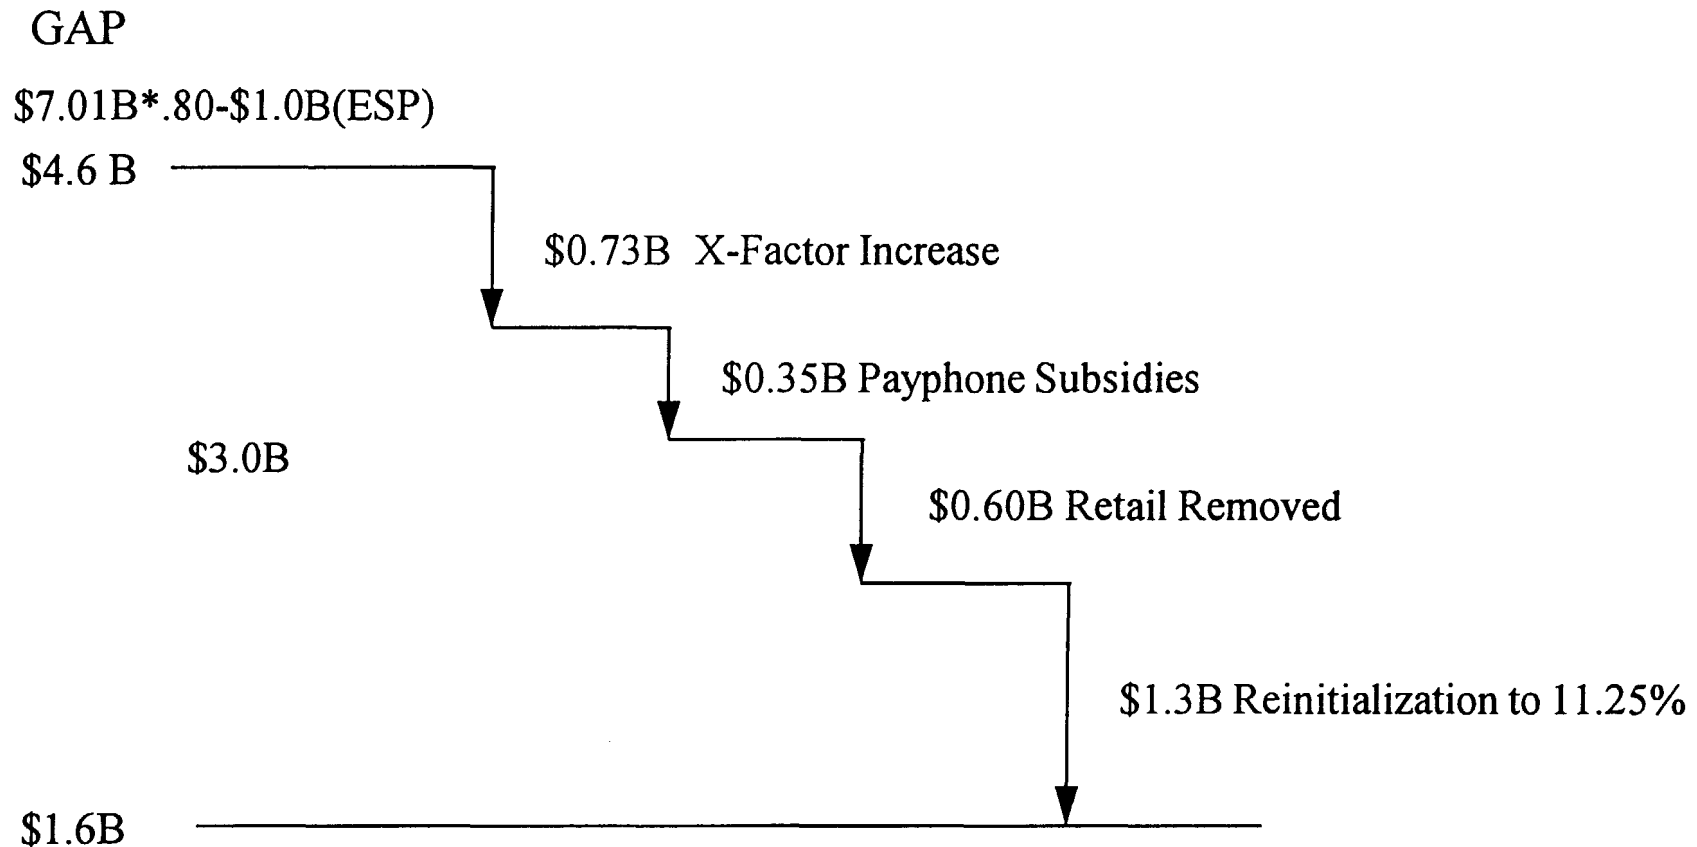 GAP
$7.01B*.80-$1.0B(ESP)
$4.6 B
$0.73B X-Factor Increase
$0.35B Payphone Subsidies
$3.0B
$0.60B Retail Removed
$1.3B Reinitialization to 11.25%
$1.6B